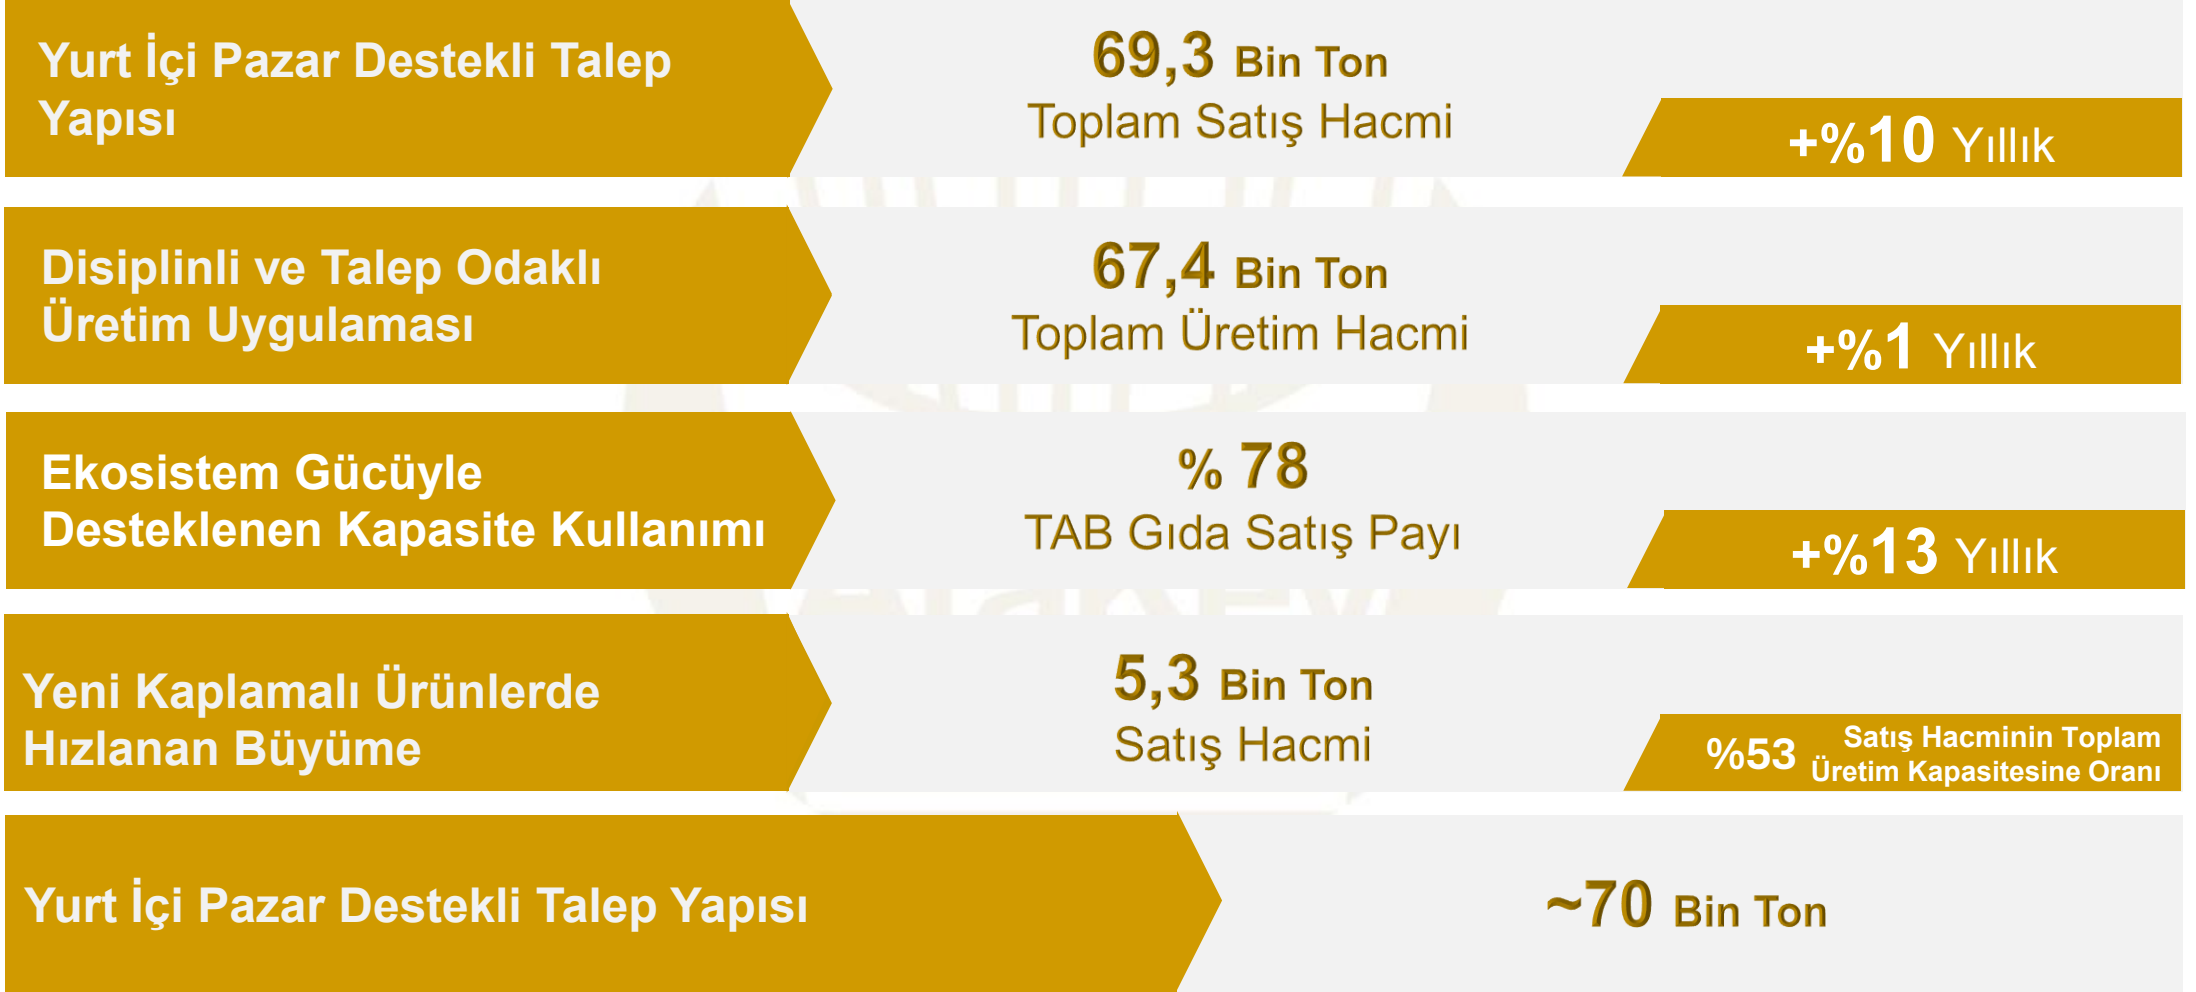 Yurt İçi Pazar Destekli Talep
Yapısı
69,3 Bin Ton
Toplam Satış Hacmi
+%10 Yıllık
Disiplinli ve Talep Odaklı
Üretim Uygulaması
67,4 Bin Ton
Toplam Üretim Hacmi
+%1 Yıllık
Ekosistem Gücüyle
Desteklenen Kapasite Kullanımı
% 78
TAB Gıda Satış Payı
+%13 Yıllık
Yeni Kaplamalı Ürünlerde
Hızlanan Büyüme
5,3 Bin Ton
Satış Hacmi
%53 Satış Hacminin Toplam
Üretim Kapasitesine Oranı
Yurt İçi Pazar Destekli Talep Yapısı
~70 Bin Ton